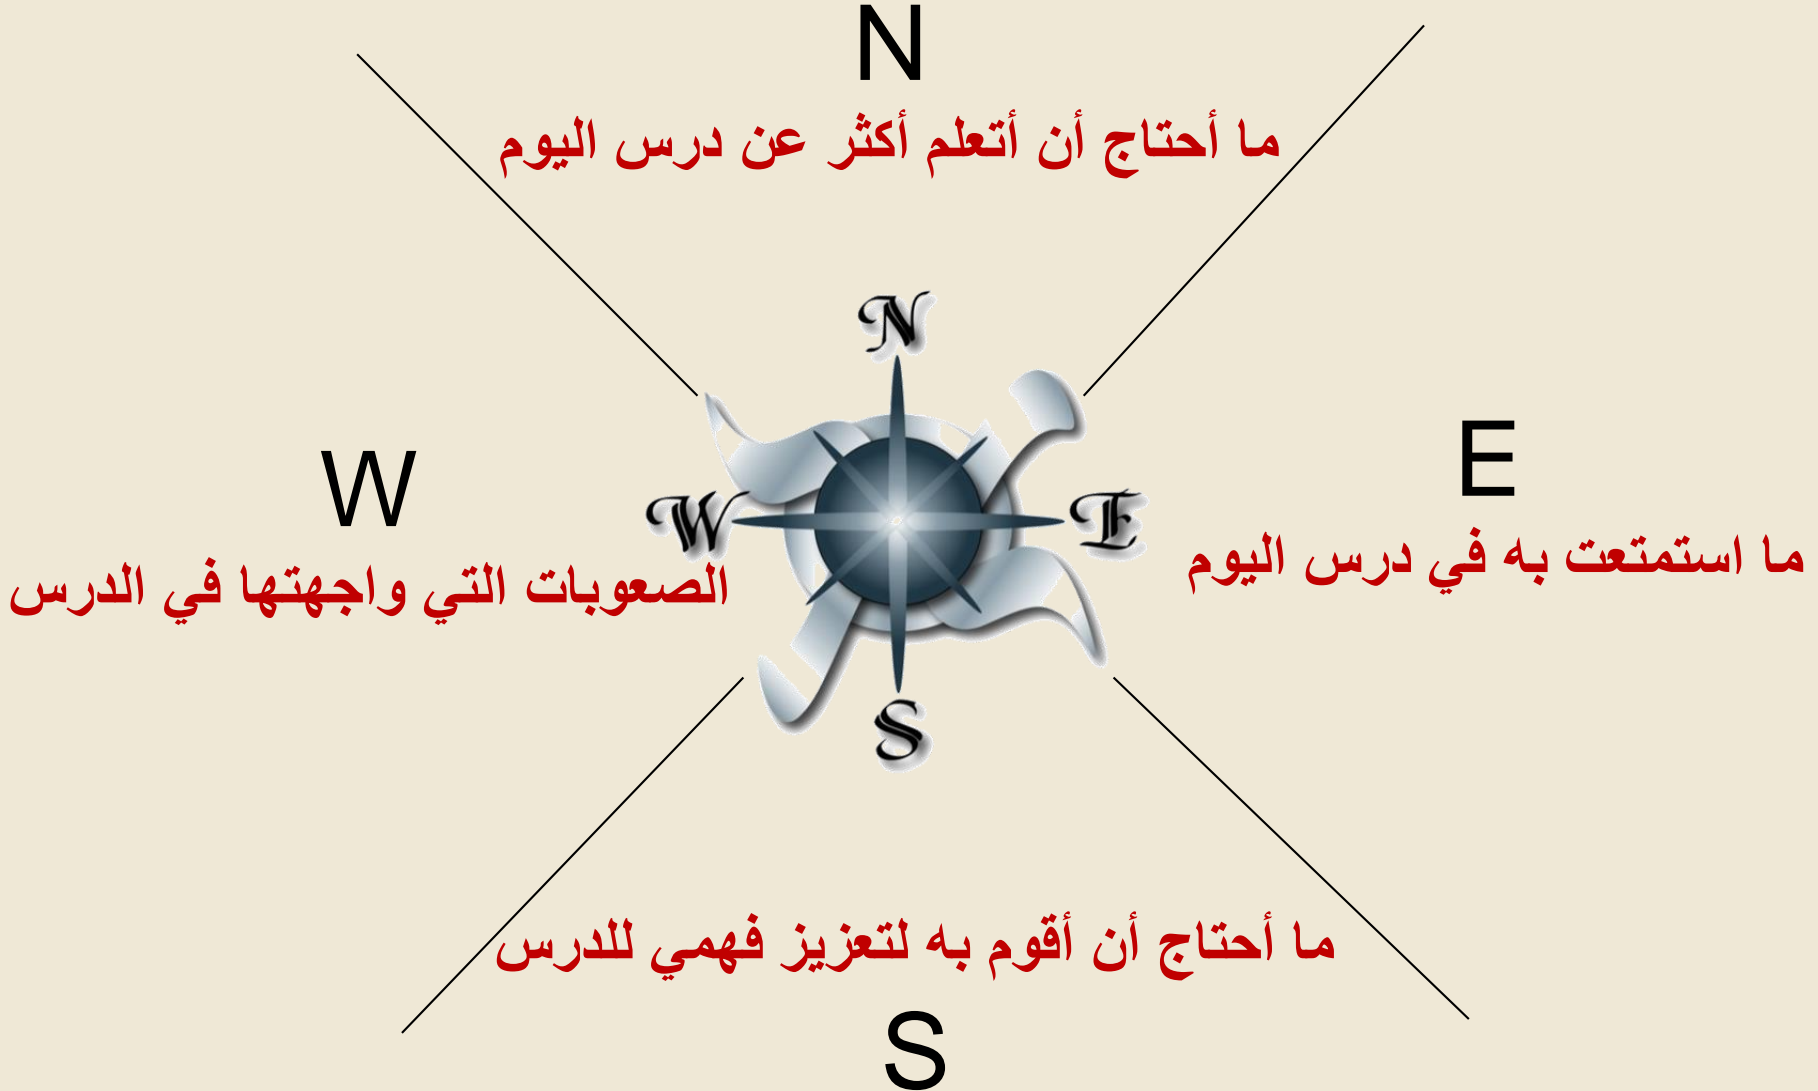 N
ما أحتاج أن أتعلم أكثر عن درس اليوم
N
E
ما استمتعت به في درس اليوم
W
الصعوبات التي واجهتها في الدرس
W
E
S
ما أحتاج أن أقوم به لتعزيز فهمي للدرس
S